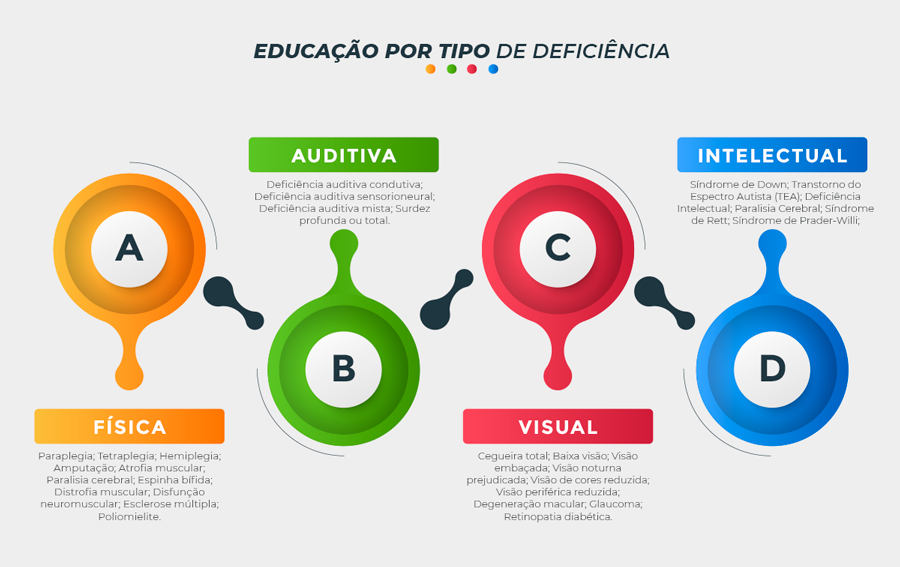 EDUCAÇÃO POR TIPO DE DEFICIÊNCIA
A
FÍSICA
Paraplegia; Tetraplegia; Hemiplegia;
Amputação; Atrofia muscular;
Paralisia cerebral; Espinha bífida;
Distrofia muscular; Disfunção
neuromuscular; Esclerose múltipla;
Poliomielite.
AUDITIVA
Deficiência auditiva condutiva;
Deficiência auditiva sensorioneural;
Deficiência auditiva mista; Surdez
profunda ou total.
B
C
VISUAL
Cegueira total; Baixa visão; Visão
embaçada; Visão noturna
prejudicada; Visão de cores reduzida;
Visão periférica reduzida;
Degeneração macular; Glaucoma;
Retinopatia diabética.
INTELECTUAL
Síndrome de Down; Transtorno do
Espectro Autista (TEA); Deficiência
Intelectual; Paralisia Cerebral; Síndrome
de Rett; Síndrome de Prader-Willi;
D